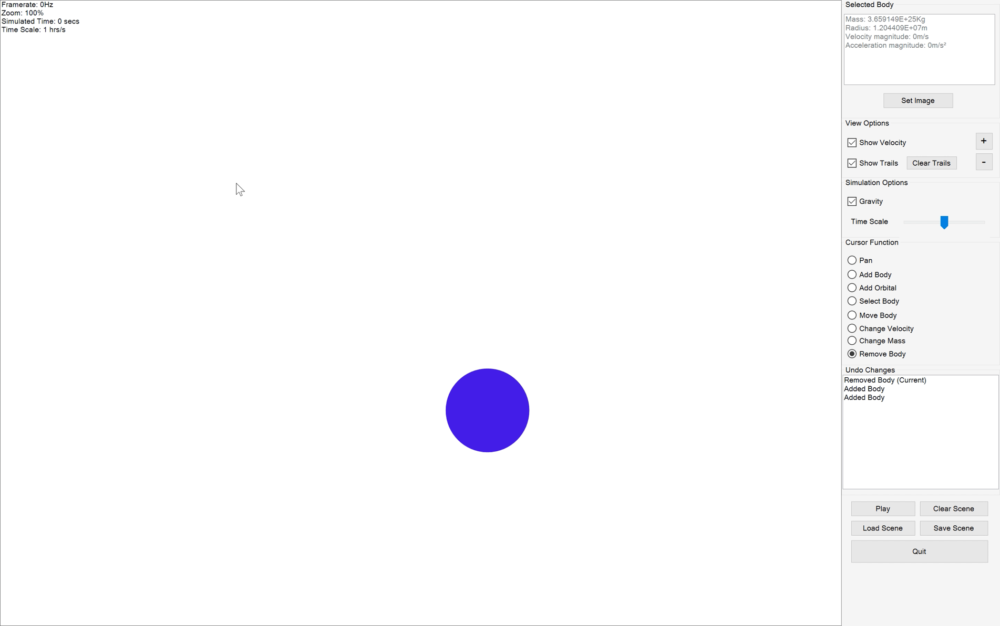 Framerate: 0Hz
Zoom: 100%
Simulated Time: 0 secs
Time Scale: 1 hrs/s
Selected Body
Mass: 3.659149E+25Kg
Radius: 1.204409E+07m
Velocity magnitude: 0m/s
Acceleration magnitude: 0m/s²
Set Image
View Options
Show Velocity
+
Show Trails
Clear Trails
-
Simulation Options
Gravity
Time Scale
Cursor Function
Pan
Add Body
Add Orbital
Select Body
Move Body
Change Velocity
Change Mass
Remove Body
Undo Changes
Removed Body (Current)
Added Body
Added Body
Play
Clear Scene
Load Scene
Save Scene
Quit